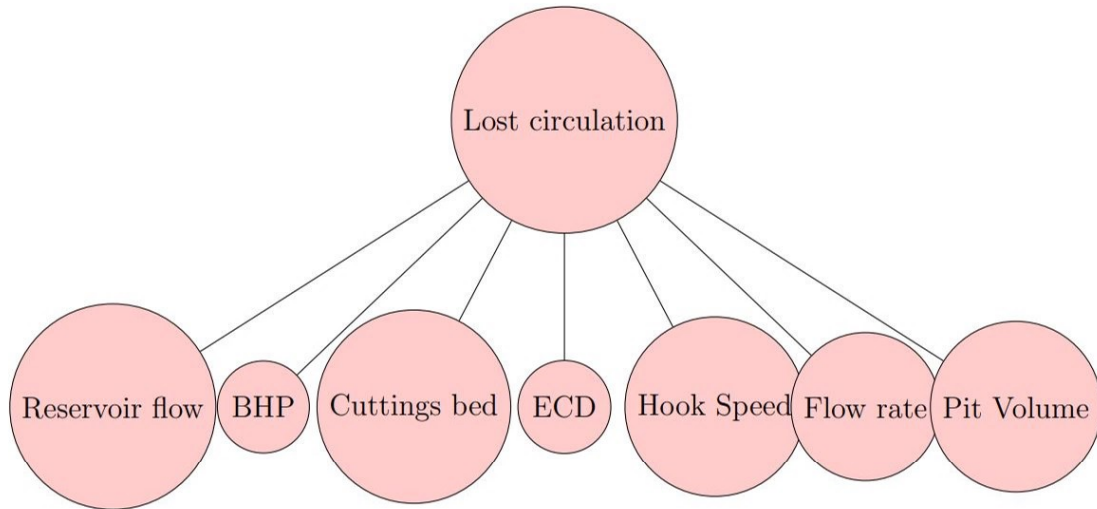 Lost circulation
Reservoir flow
BHP
Cuttings bed
ECD
Hook Speed
Flow rate
Pit Volume